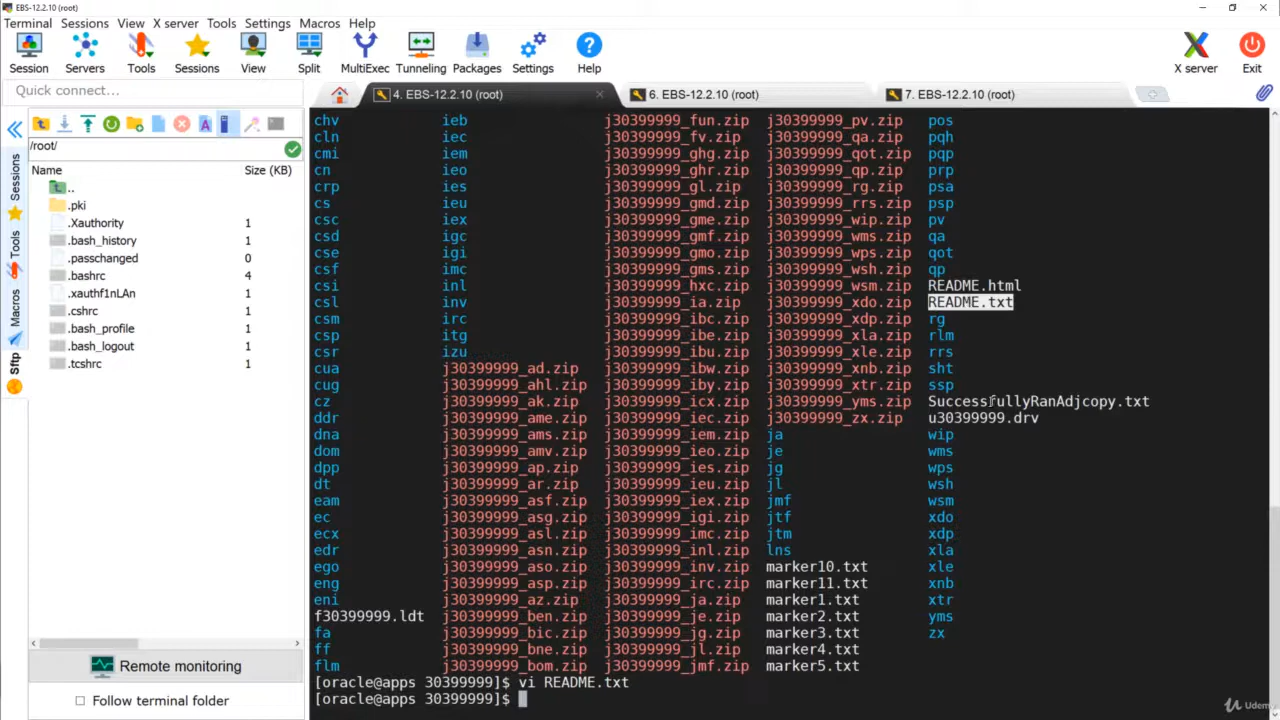 EBS-12.2.10 (root)
Terminal Sessions View X server Tools Settings Macros Help
Session Servers Tools Sessions View Split MultiExec Tunneling Packages Settings Help X server Exit
Quick connect...
4. EBS-12.2.10 (root) 6. EBS-12.2.10 (root) 7. EBS-12.2.10 (root)
/root/
Name Size (KB)
..
.pki
.Xauthority 1
.bash_history 1
.passchanged 0
.bashrc 4
.xauthf1nLAn 1
.cshrc 1
.bash_profile 1
.bash_logout 1
.tcshrc 1
Remote monitoring
Follow terminal folder
Sessions
Tools
Macros
Sftp
chv ieb j30399999_fun.zip j30399999_pv.zip pos
cln iec j30399999_fv.zip j30399999_qa.zip pqh
cmi iem j30399999_ghg.zip j30399999_qot.zip pqp
cn ieo j30399999_ghr.zip j30399999_qp.zip prp
crp ies j30399999_gl.zip j30399999_rg.zip psa
cs ieu j30399999_gmd.zip j30399999_rrs.zip psp
csc iex j30399999_gme.zip j30399999_wip.zip pv
csd igc j30399999_gmf.zip j30399999_wms.zip qa
cse igi j30399999_gmo.zip j30399999_wps.zip qot
csf imc j30399999_gms.zip j30399999_wsh.zip qp
csi inl j30399999_hxc.zip j30399999_wsm.zip README.html
csl inv j30399999_ia.zip j30399999_xdo.zip README.txt
csm irc j30399999_ibc.zip j30399999_xdp.zip rg
csp itg j30399999_ibe.zip j30399999_xla.zip rlm
csr izu j30399999_ibu.zip j30399999_xle.zip rrs
cua j30399999_ad.zip j30399999_ibw.zip j30399999_xnb.zip sht
cug j30399999_ahl.zip j30399999_iby.zip j30399999_xtr.zip ssp
cz j30399999_ak.zip j30399999_icx.zip j30399999_yms.zip SuccessfullyRanAdjcopy.txt
ddr j30399999_ame.zip j30399999_iec.zip j30399999_zx.zip u30399999.drv
dna j30399999_ams.zip j30399999_iem.zip ja wip
dom j30399999_amv.zip j30399999_ieo.zip je wms
dpp j30399999_ap.zip j30399999_ies.zip jg wps
dt j30399999_ar.zip j30399999_ieu.zip jl wsh
eam j30399999_asf.zip j30399999_iex.zip jmf wsm
ec j30399999_asg.zip j30399999_igi.zip jtf xdo
ecx j30399999_asl.zip j30399999_imc.zip jtm xdp
edr j30399999_asn.zip j30399999_inl.zip lns xla
ego j30399999_aso.zip j30399999_inv.zip marker10.txt xle
eng j30399999_asp.zip j30399999_irc.zip marker11.txt xnb
eni j30399999_az.zip j30399999_ja.zip marker1.txt xtr
f30399999.ldt j30399999_ben.zip j30399999_je.zip marker2.txt yms
fa j30399999_bic.zip j30399999_jg.zip marker3.txt zx
ff j30399999_bne.zip j30399999_jl.zip marker4.txt
flm j30399999_bom.zip j30399999_jmf.zip marker5.txt
[oracle@apps 30399999]$ vi README.txt
[oracle@apps 30399999]$
Udemy